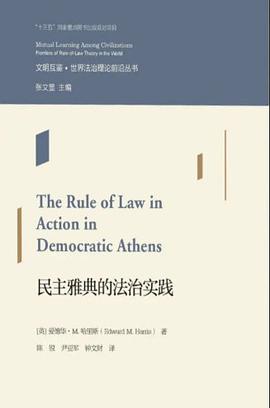 "十三五"国家重点图书出版规划项目
Mutual Learning Among Civilizations
Frontiers of Rule-of-Law Theory in the World
文明互鉴·世界法治理论前沿丛书
张文显 主编
The Rule of Law in
Action in
Democratic Athens
民主雅典的法治实践
[英] 爱德华·M. 哈里斯 (Edward M. Harris) 著
陈 锐 尹亚军 钟文财 译